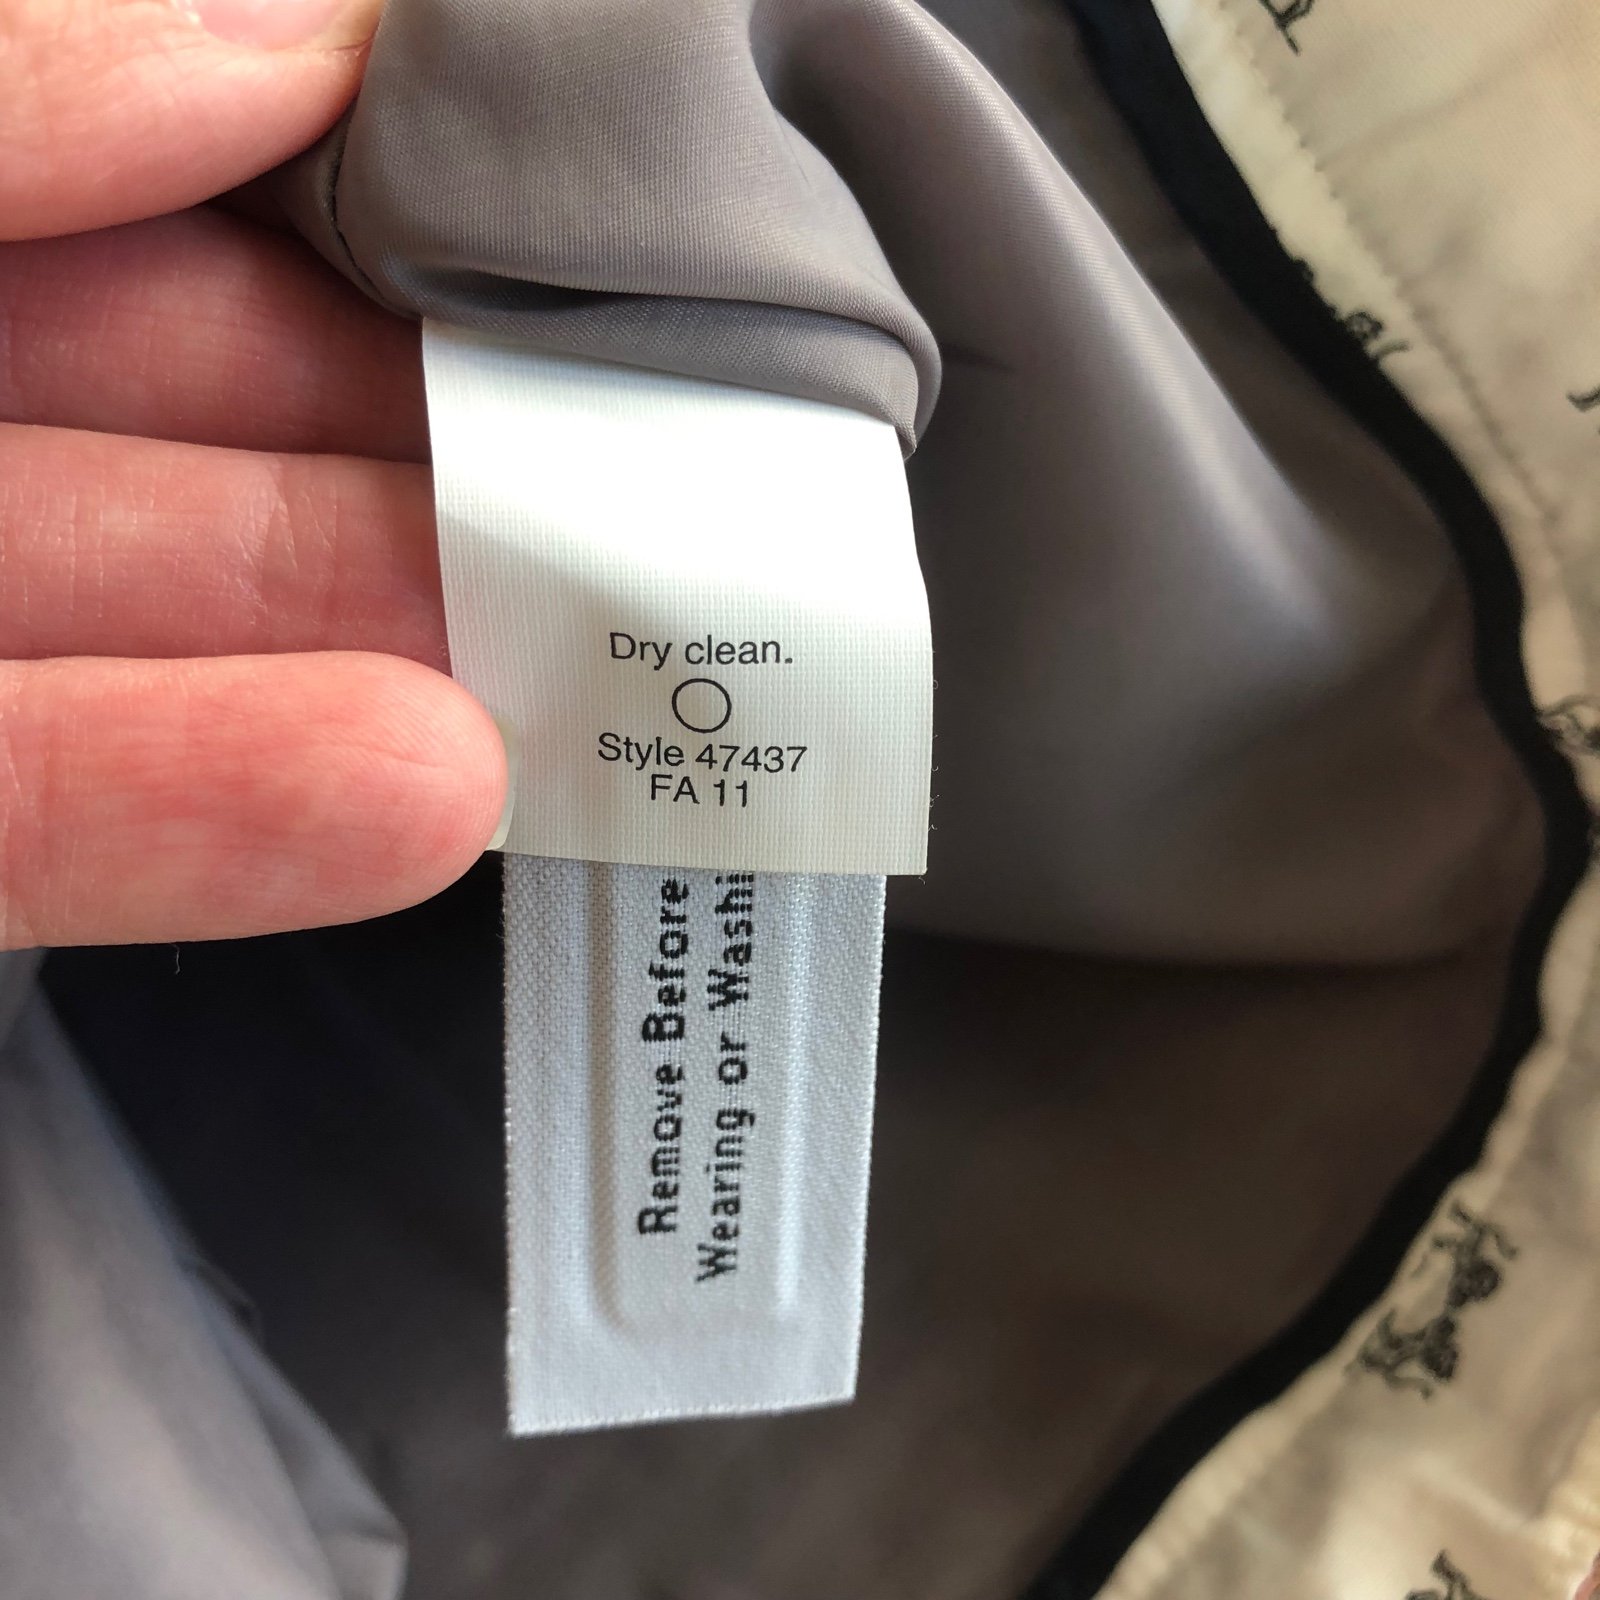 Dry clean.
Style 47437
FA 11
Remove Before
Wearing or